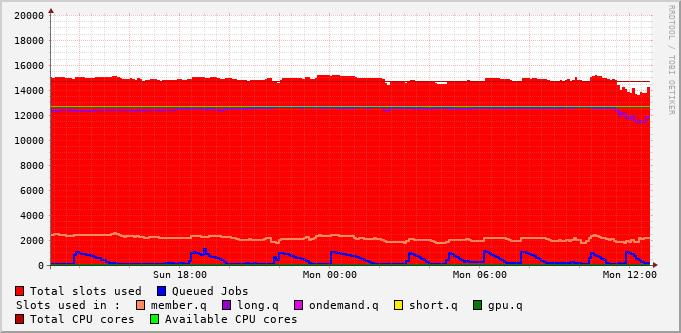 20000
18000
16000
14000
12000
10000
8000
6000
4000
2000
0
Sun 18:00 Mon 00:00 Mon 06:00 Mon 12:00
RRDTOOL / TOBI OETIKER
Total slots used Queued Jobs
Slots used in : member.q long.q ondemand.q short.q gpu.q
Total CPU cores Available CPU cores